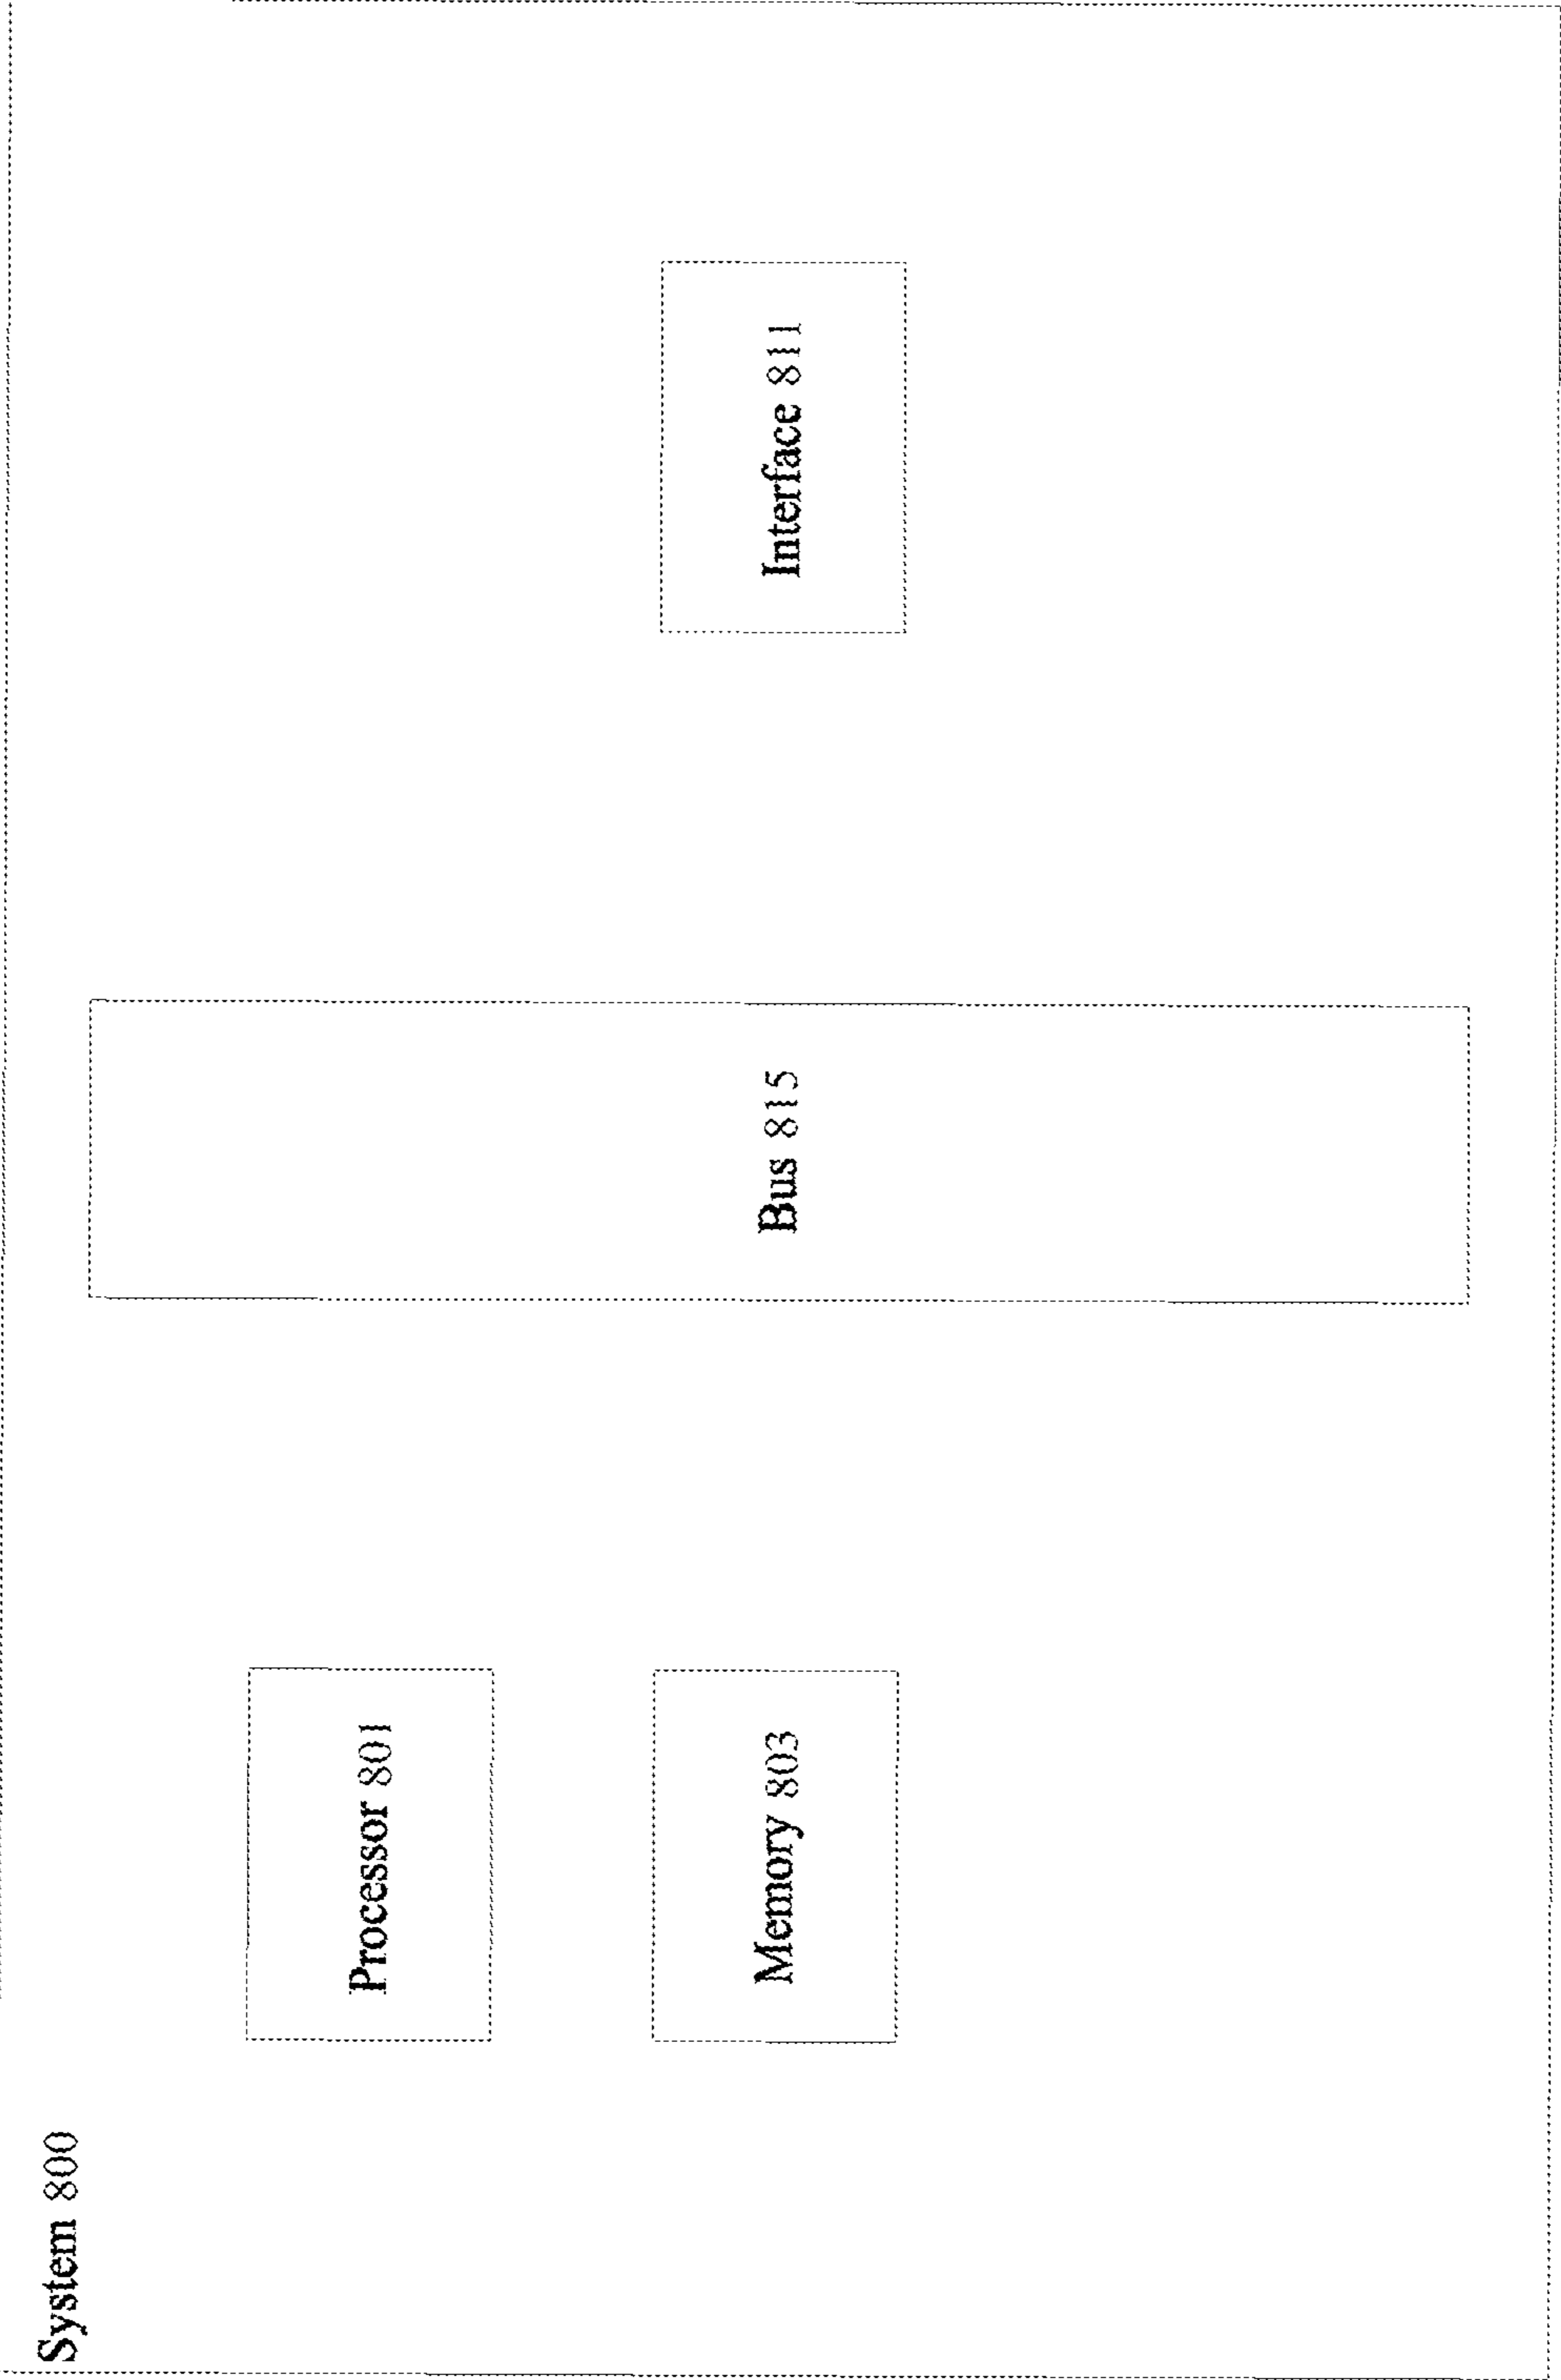 System 800
Processor 801
Memory 803
Bus 815
Interface 811